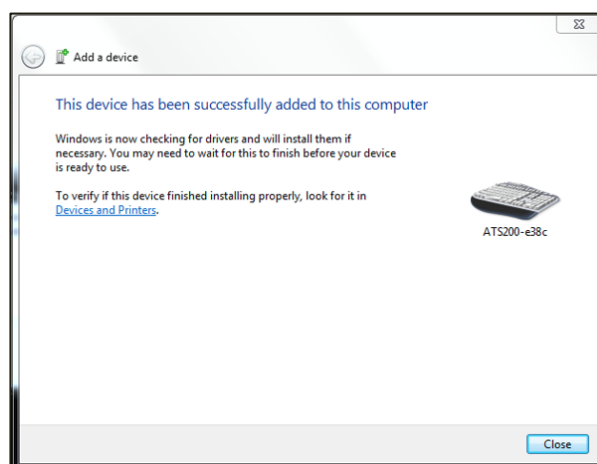 Add a device
This device has been successfully added to this computer
Windows is now checking for drivers and will install them if
necessary. You may need to wait for this to finish before your device
is ready to use.
To verify if this device finished installing properly, look for it in
Devices and Printers.
ATS200-e38c
Close